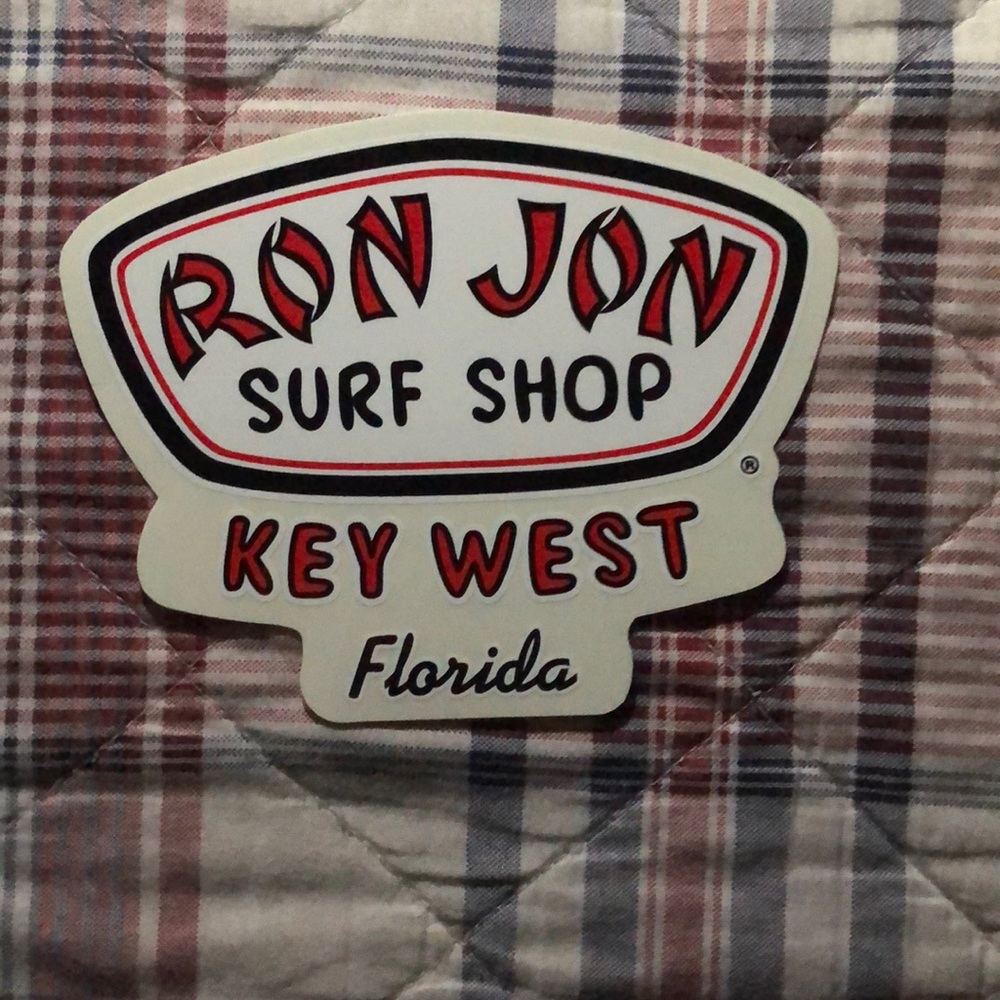 RON JON
SURF SHOP
®
KEY WEST
Florida